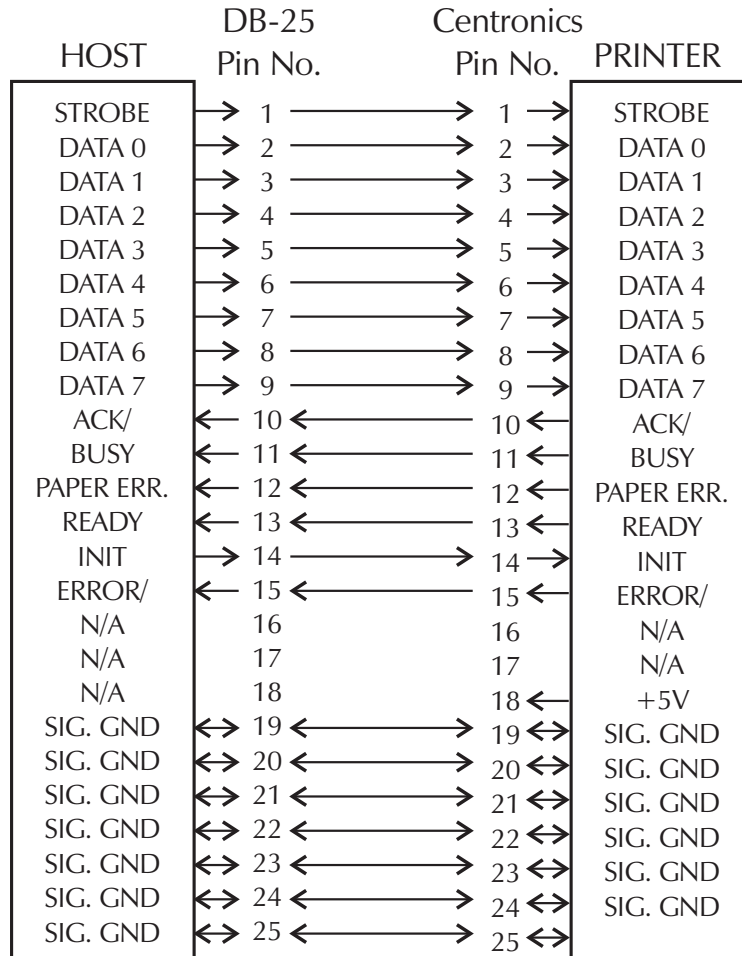 DB-25 Centronics
HOST Pin No. Pin No. PRINTER
STROBE 1 1 STROBE
DATA 0 2 2 DATA 0
DATA 1 3 3 DATA 1
DATA 2 4 4 DATA 2
DATA 3 5 5 DATA 3
DATA 4 6 6 DATA 4
DATA 5 7 7 DATA 5
DATA 6 8 8 DATA 6
DATA 7 9 9 DATA 7
ACK/ 10 10 ACK/
BUSY 11 11 BUSY
PAPER ERR. 12 12 PAPER ERR.
READY 13 13 READY
INIT 14 14 INIT
ERROR/ 15 15 ERROR/
N/A 16 16 N/A
N/A 17 17 N/A
N/A 18 18 +5V
SIG. GND 19 19 SIG. GND
SIG. GND 20 20 SIG. GND
SIG. GND 21 21 SIG. GND
SIG. GND 22 22 SIG. GND
SIG. GND 23 23 SIG. GND
SIG. GND 24 24 SIG. GND
SIG. GND 25 25